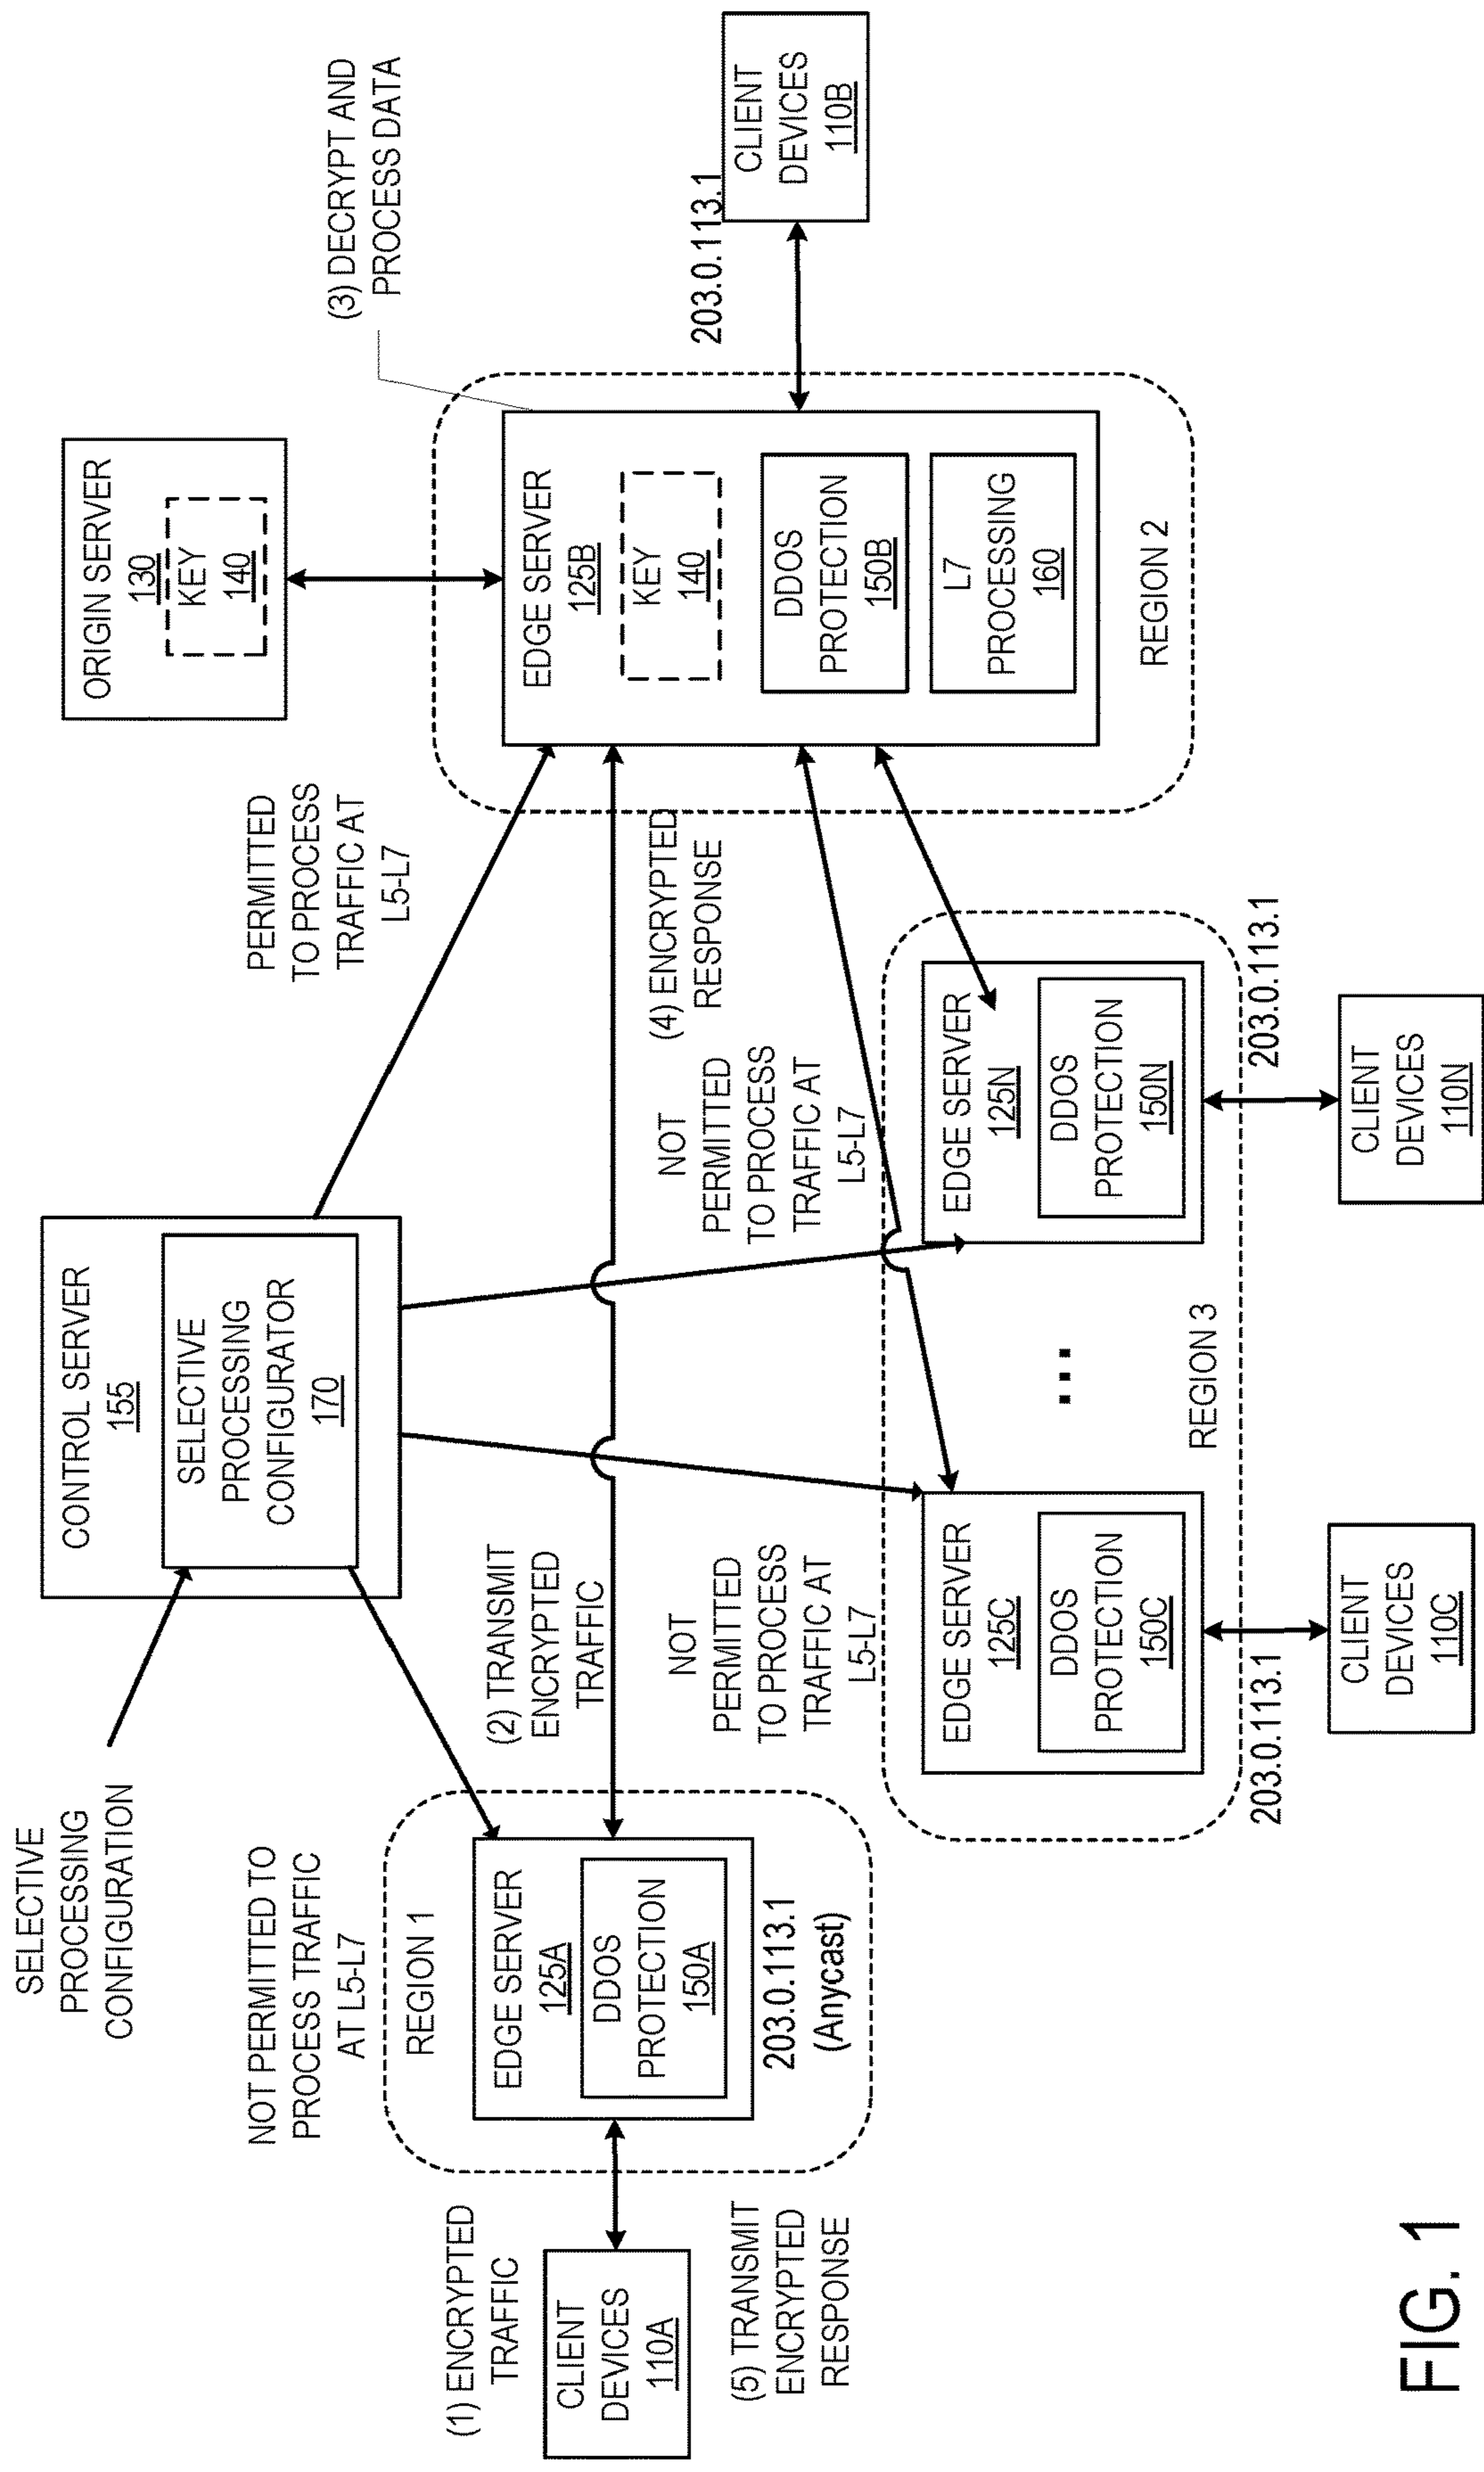 SELECTIVE
PROCESSING
CONFIGURATION
CONTROL SERVER
155
SELECTIVE
PROCESSING
CONFIGURATOR
170
ORIGIN SERVER
130
KEY
140
NOT PERMITTED TO
PROCESS TRAFFIC
AT L5-L7
PERMITTED
TO PROCESS
TRAFFIC AT
L5-L7
(3) DECRYPT AND
PROCESS DATA
(1) ENCRYPTED
TRAFFIC
CLIENT
DEVICES
110A
(5) TRANSMIT
ENCRYPTED
RESPONSE
REGION 1
EDGE SERVER
125A
DDOS
PROTECTION
150A
203.0.113.1
(Anycast)
(2) TRANSMIT
ENCRYPTED
TRAFFIC
(4) ENCRYPTED
RESPONSE
NOT
PERMITTED
TO PROCESS
TRAFFIC AT
L5-L7
NOT
PERMITTED
TO PROCESS
TRAFFIC AT
L5-L7
EDGE SERVER
125B
KEY
140
DDOS
PROTECTION
150B
L7
PROCESSING
160
REGION 2
203.0.113.1
CLIENT
DEVICES
110B
EDGE SERVER
125C
DDOS
PROTECTION
150C
...
EDGE SERVER
125N
DDOS
PROTECTION
150N
REGION 3
203.0.113.1
CLIENT
DEVICES
110C
203.0.113.1
CLIENT
DEVICES
110N
FIG. 1